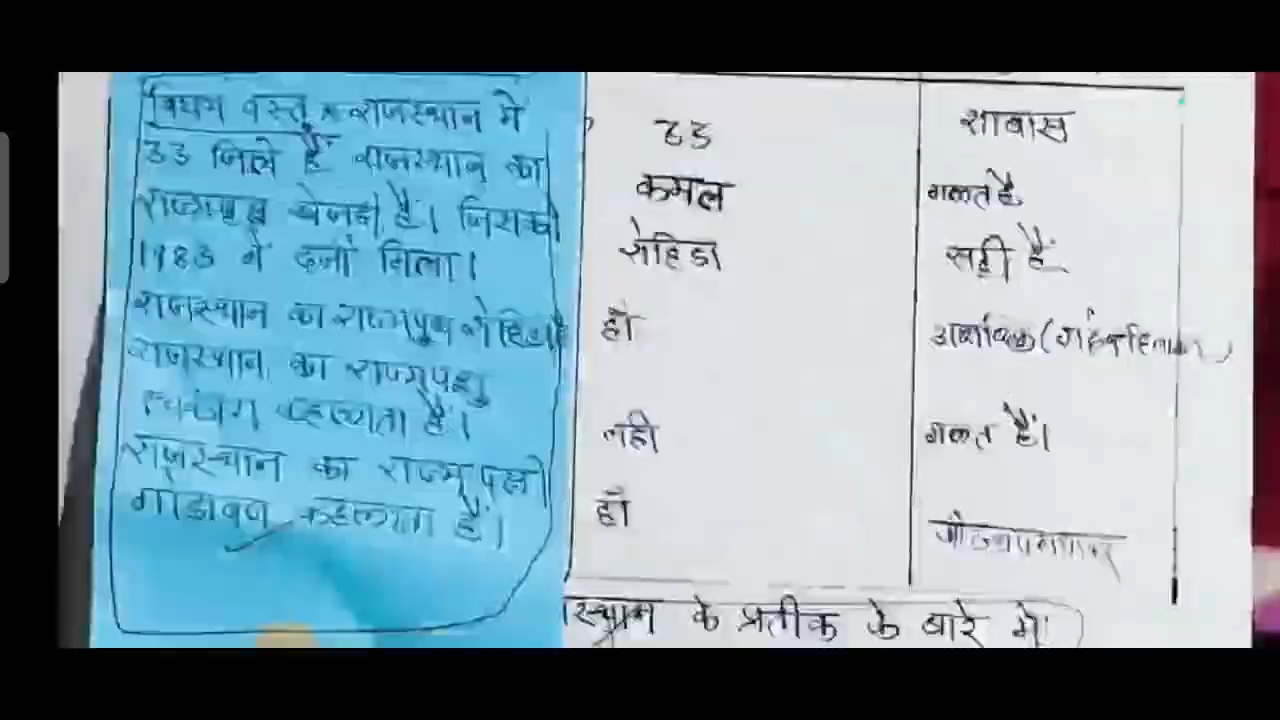 विषय वस्तु राजस्थान में
33 जिले हैं राजस्थान का
राज्यवृक्ष खेजडी है। जिसको
1983 में दर्जा मिला।
राजस्थान का राज्यपुष्प रोहिडा है
राजस्थान का राज्यपशु
चिंकारा कहलाता है।
राजस्थान का राज्यपक्षी
गोडावण कहलाता हैं।
33
कमल
रोहिडा
हाँ
नही
हाँ
शाबास
गलत है
सही हैं
गलत हैं।
स्थान के प्रतीक के बारे में